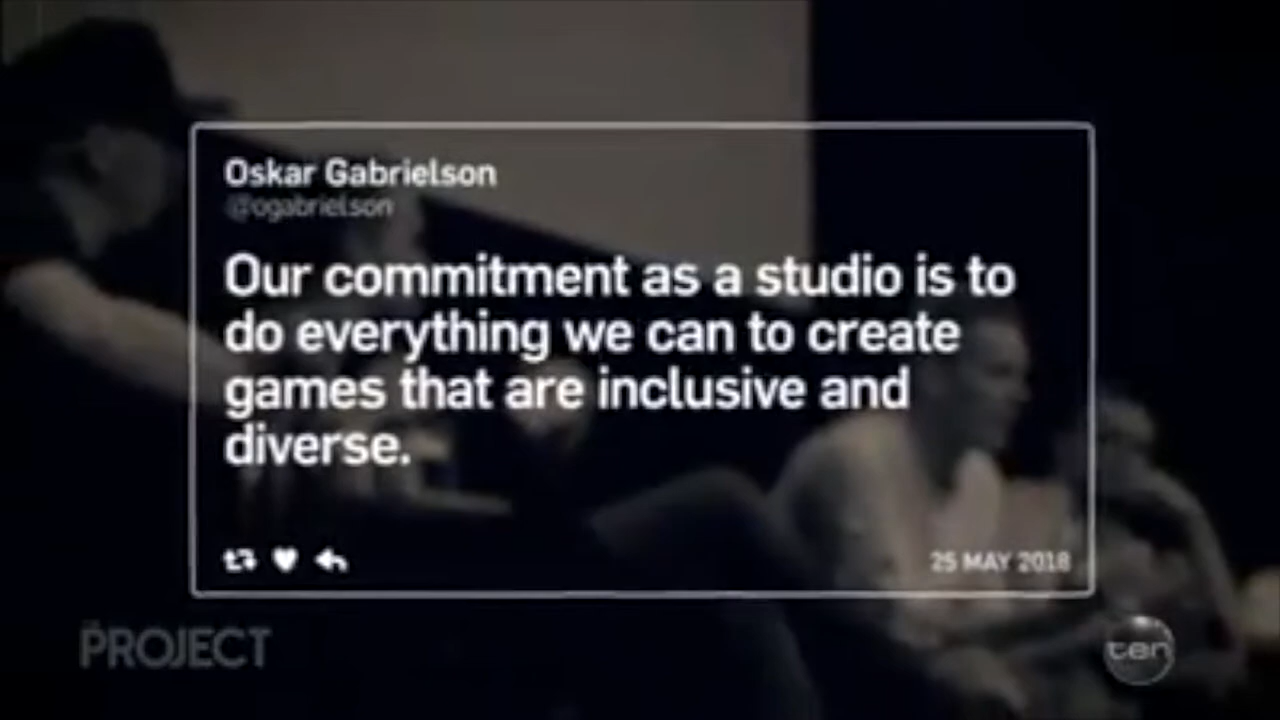 Oskar Gabrielson
@ogabrielson
Our commitment as a studio is to
do everything we can to create
games that are inclusive and
diverse.
25 MAY 2018
PROJECT
ten